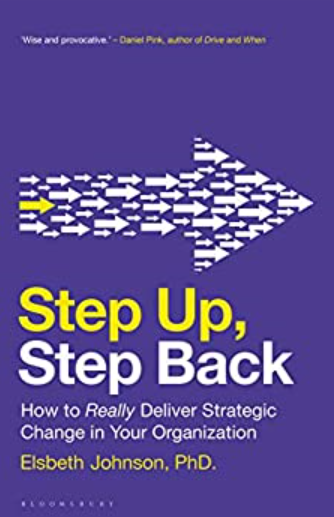 ‘Wise and provocative.’ – Daniel Pink, author of Drive and When
Step Up,
Step Back
How to Really Deliver Strategic
Change in Your Organization
Elsbeth Johnson, PhD.
BLOOMSBURY